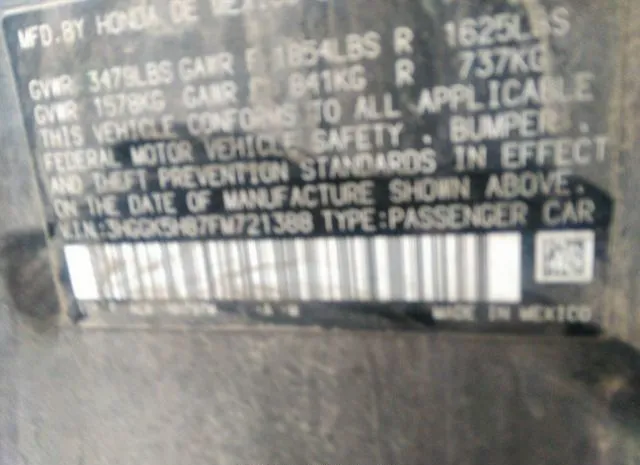 MFD.BY HONDA DE
GVWR 3479LBS GAWR F 1854LBS R 1625LBS
GVWR 1578KG GAWR F 841KG R 737KG
THIS VEHICLE CONFORMS TO ALL APPLICABLE
FEDERAL MOTOR VEHICLE SAFETY, BUMPER,
AND THEFT PREVENTION STANDARDS IN EFFECT
ON THE DATE OF MANUFACTURE SHOWN ABOVE.
V.I.N.:3HGGK5H87FM721388 TYPE:PASSENGER CAR
MADE IN MEXICO